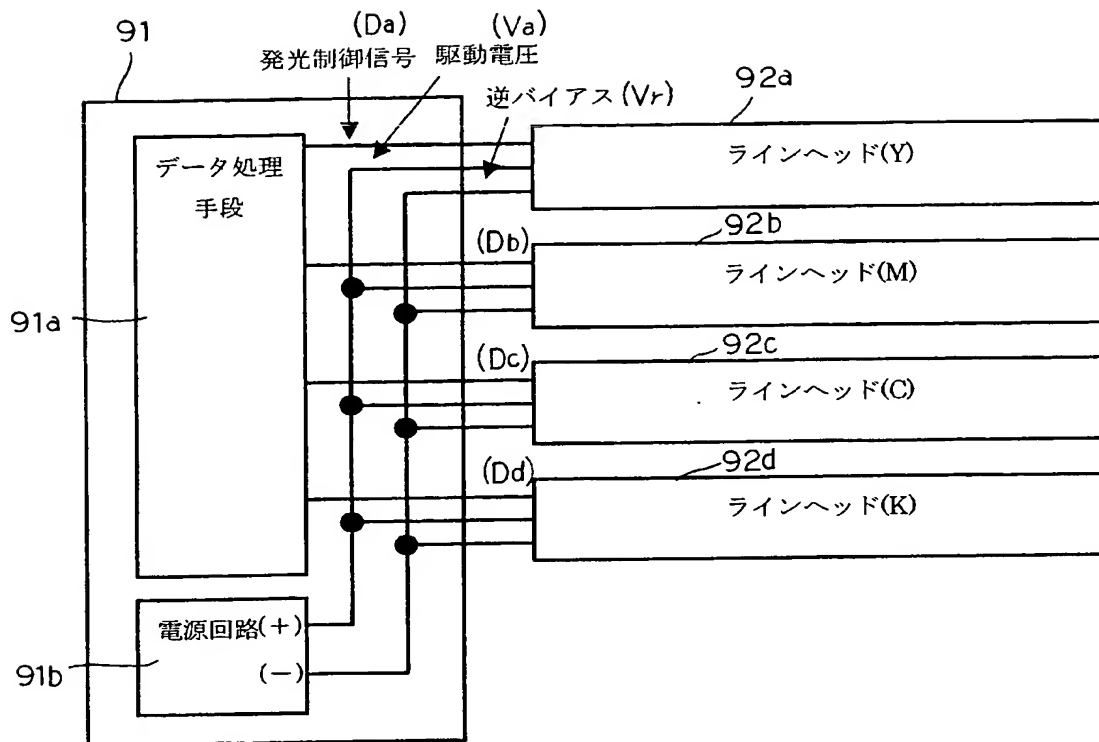 91
(Da)
(Va)
発光制御信号
駆動電圧
逆バイアス(Vr)
92a
ラインヘッド(Y)
データ処理
手段
92b
(Db)
ラインヘッド(M)
91a
92c
(Dc)
ラインヘッド(C)
92d
(Dd)
ラインヘッド(K)
電源回路(+)
(−)
91b